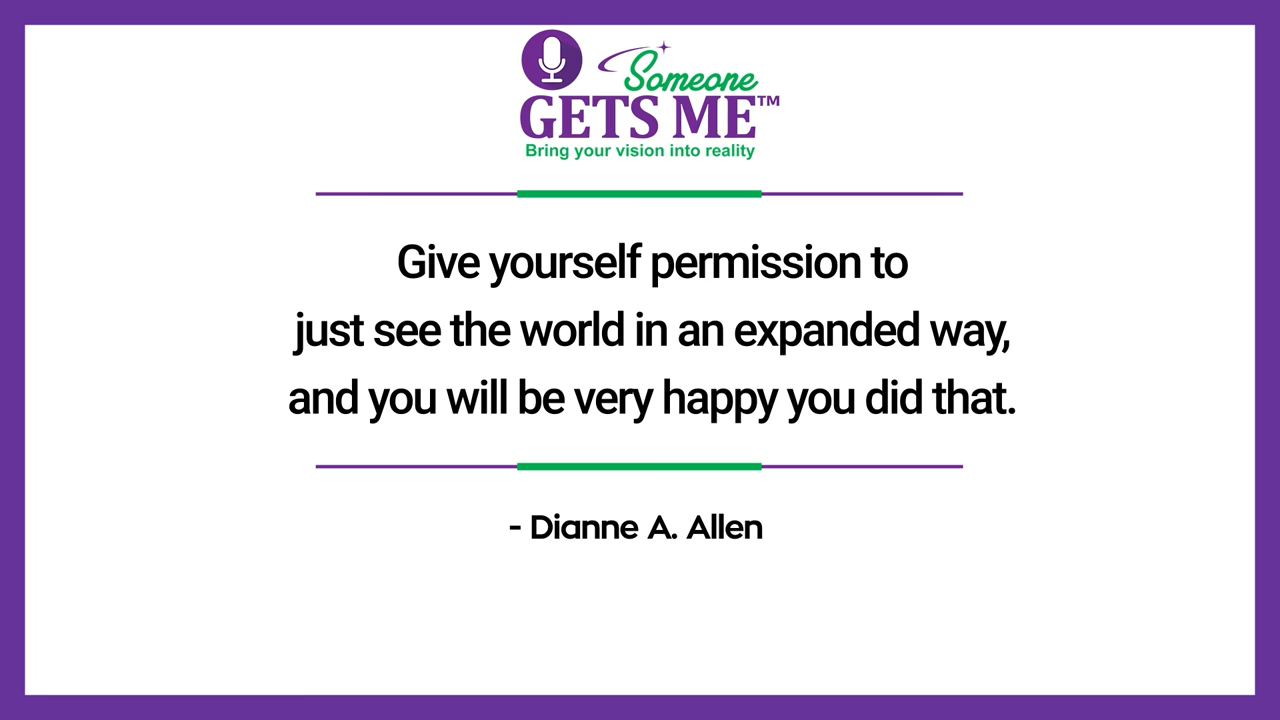 Someone
GETS ME™
Bring your vision into reality
Give yourself permission to
just see the world in an expanded way,
and you will be very happy you did that.
- Dianne A. Allen